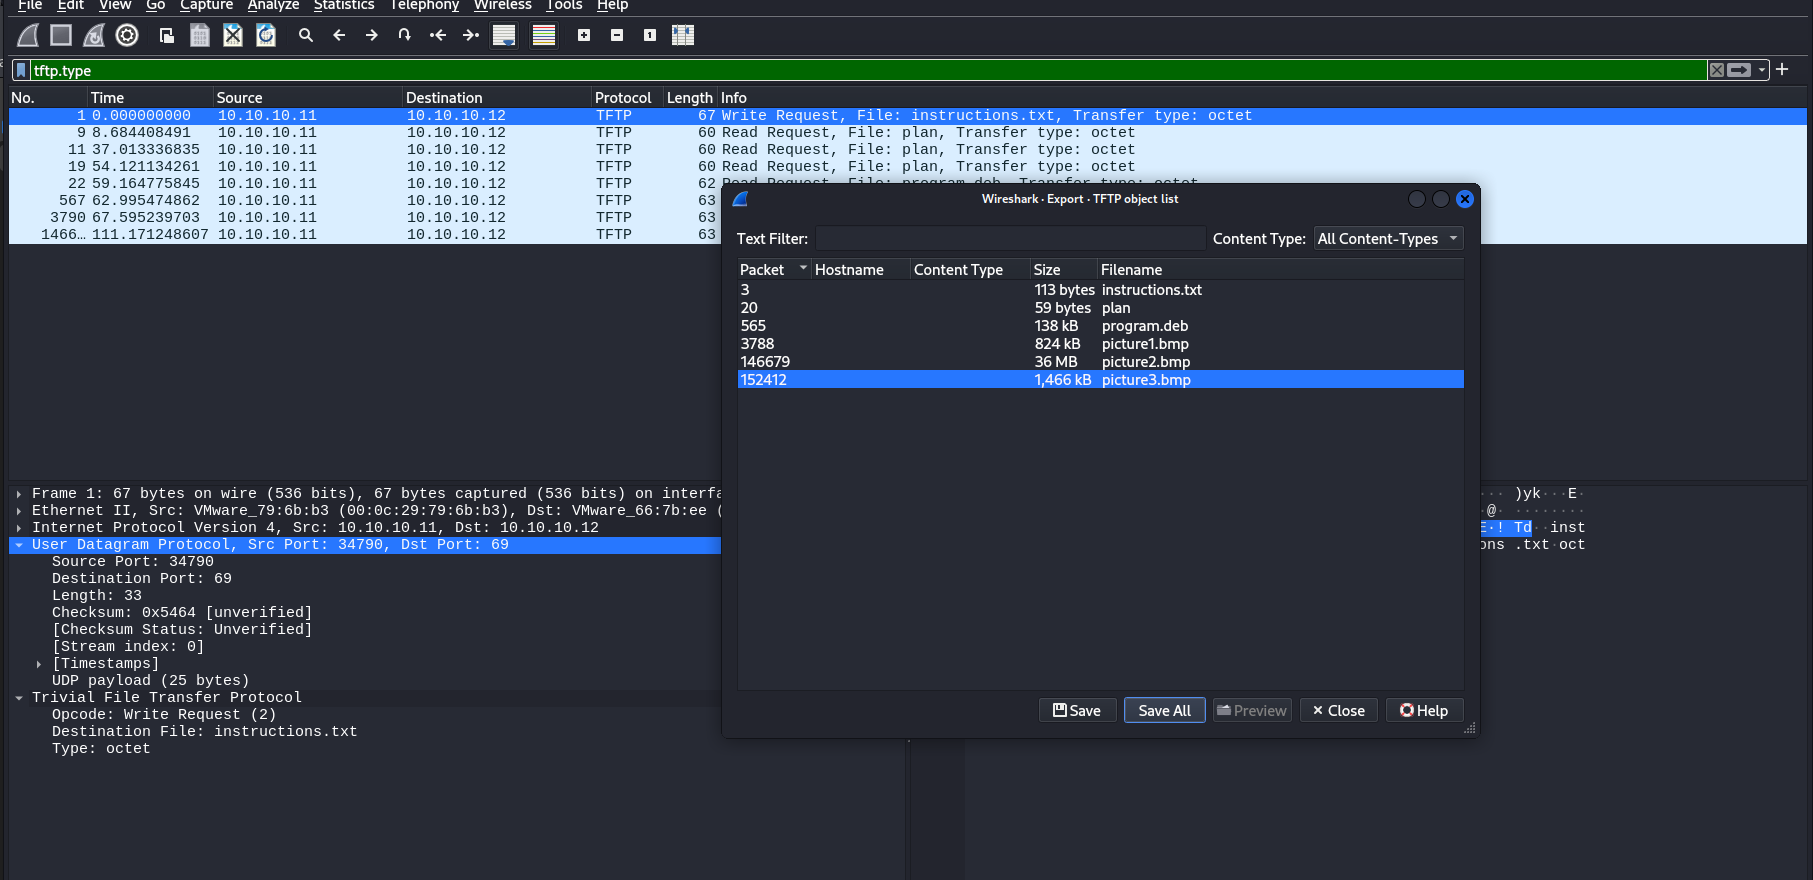 File Edit View Go Capture Analyze Statistics Telephony Wireless Tools Help
tftp.type
No. Time Source Destination Protocol Length Info
1 0.000000000 10.10.10.11 10.10.10.12 TFTP 67 Write Request, File: instructions.txt, Transfer type: octet
9 8.684408491 10.10.10.11 10.10.10.12 TFTP 60 Read Request, File: plan, Transfer type: octet
11 37.013336835 10.10.10.11 10.10.10.12 TFTP 60 Read Request, File: plan, Transfer type: octet
19 54.121134261 10.10.10.11 10.10.10.12 TFTP 60 Read Request, File: plan, Transfer type: octet
22 59.164775845 10.10.10.11 10.10.10.12 TFTP 62 Read Request, File: program.deb, Transfer type: octet
567 62.995474862 10.10.10.11 10.10.10.12 TFTP 63
3790 67.595239703 10.10.10.11 10.10.10.12 TFTP 63
1466… 111.171248607 10.10.10.11 10.10.10.12 TFTP 63
Wireshark · Export · TFTP object list
Text Filter: Content Type: All Content-Types
Packet Hostname Content Type Size Filename
3 113 bytes instructions.txt
20 59 bytes plan
565 138 kB program.deb
3788 824 kB picture1.bmp
146679 36 MB picture2.bmp
152412 1,466 kB picture3.bmp
Save Save All Preview Close Help
Frame 1: 67 bytes on wire (536 bits), 67 bytes captured (536 bits) on interfa
Ethernet II, Src: VMware_79:6b:b3 (00:0c:29:79:6b:b3), Dst: VMware_66:7b:ee (
Internet Protocol Version 4, Src: 10.10.10.11, Dst: 10.10.10.12
User Datagram Protocol, Src Port: 34790, Dst Port: 69
Source Port: 34790
Destination Port: 69
Length: 33
Checksum: 0x5464 [unverified]
[Checksum Status: Unverified]
[Stream index: 0]
[Timestamps]
UDP payload (25 bytes)
Trivial File Transfer Protocol
Opcode: Write Request (2)
Destination File: instructions.txt
Type: octet
··· )yk···E·
·@· ········
E·! Td··inst
ons .txt·oct